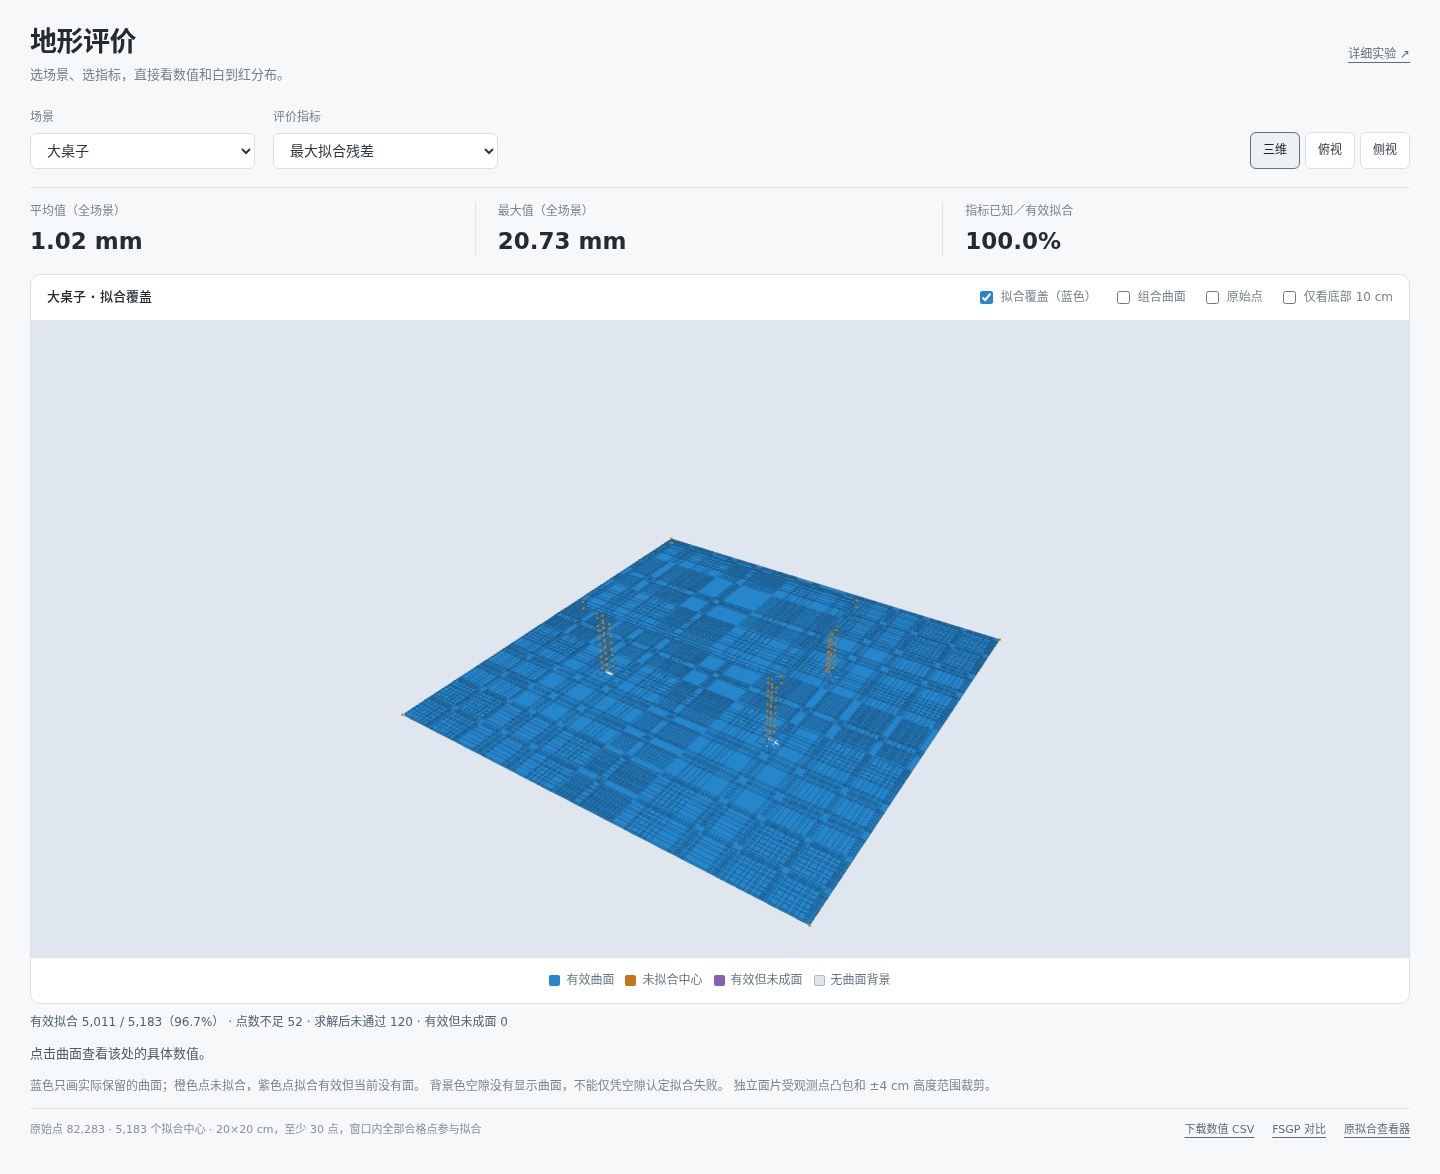 地形评价
选场景、选指标，直接看数值和白到红分布。
详细实验 ↗
场景
评价指标
大桌子
最大拟合残差
三维
俯视
侧视
平均值（全场景）
最大值（全场景）
指标已知／有效拟合
1.02 mm
20.73 mm
100.0%
大桌子 · 拟合覆盖
拟合覆盖（蓝色）
组合曲面
原始点
仅看底部 10 cm
有效曲面
未拟合中心
有效但未成面
无曲面背景
有效拟合 5,011 / 5,183（96.7%） · 点数不足 52 · 求解后未通过 120 · 有效但未成面 0
点击曲面查看该处的具体数值。
蓝色只画实际保留的曲面；橙色点未拟合，紫色点拟合有效但当前没有面。 背景色空隙没有显示曲面，不能仅凭空隙认定拟合失败。 独立面片受观测点凸包和 ±4 cm 高度范围裁剪。
原始点 82,283 · 5,183 个拟合中心 · 20×20 cm，至少 30 点，窗口内全部合格点参与拟合
下载数值 CSV
FSGP 对比
原拟合查看器